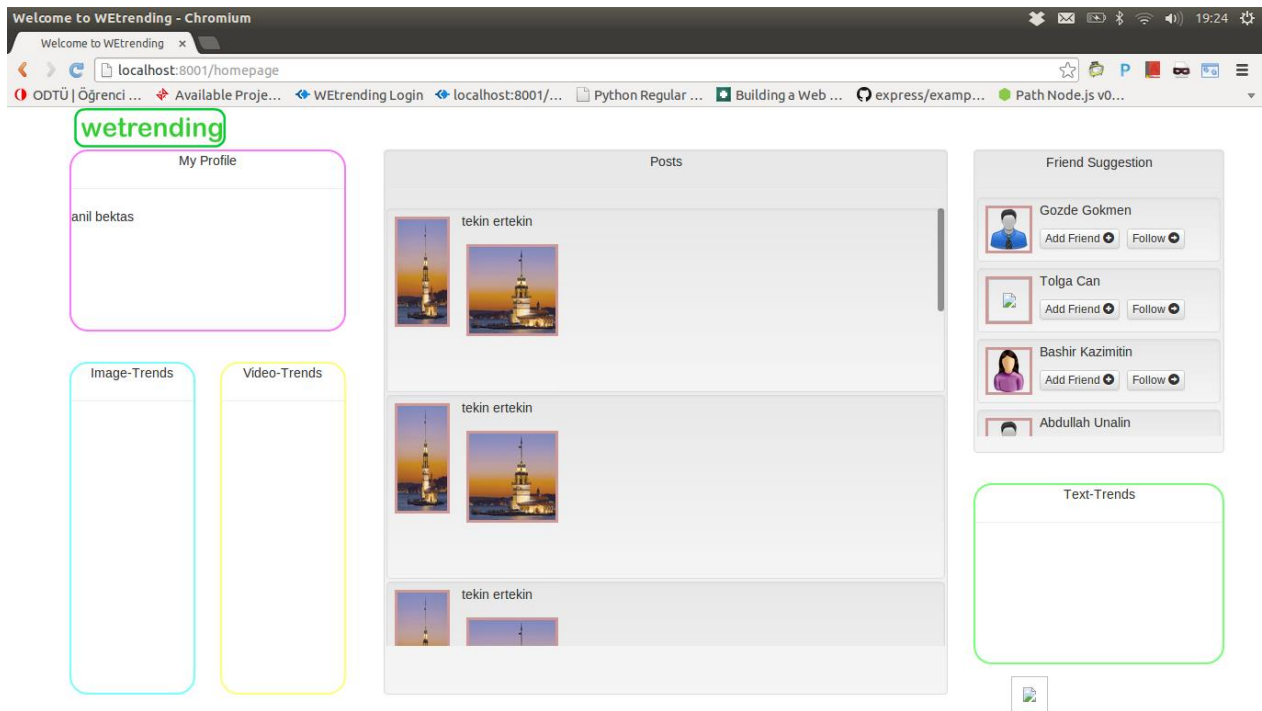 Welcome to WEtrending - Chromium
19:24
Welcome to WEtrending ×
localhost:8001/homepage
P
ODTÜ | Öğrenci ... Available Proje... WEtrending Login localhost:8001/... Python Regular ... Building a Web ... express/examp... Path Node.js v0...
wetrending
My Profile
anil bektas
Image-Trends
Video-Trends
Posts
tekin ertekin
tekin ertekin
tekin ertekin
Friend Suggestion
Gozde Gokmen
Add Friend Follow
Tolga Can
Add Friend Follow
Bashir Kazimitin
Add Friend Follow
Abdullah Unalin
Text-Trends